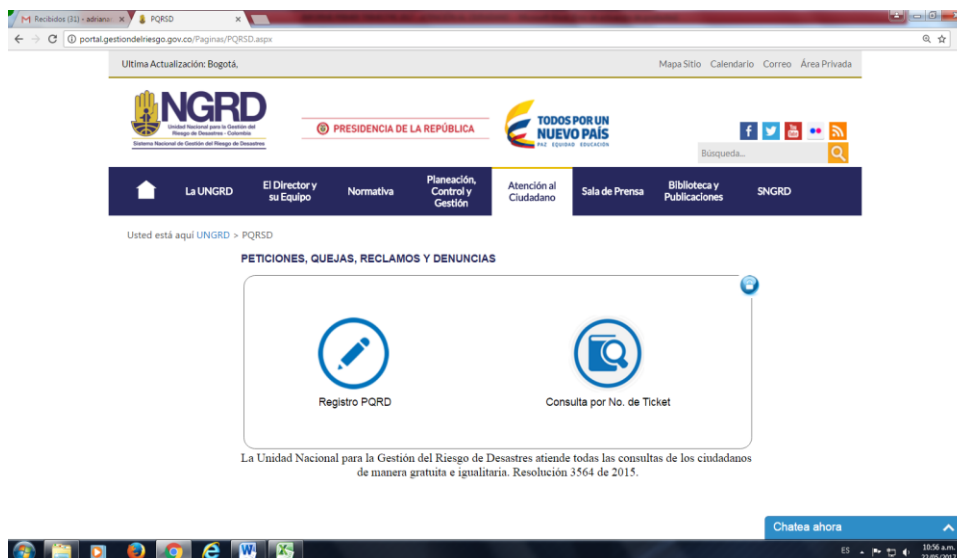 Recibidos (31) - adriano
PQRSD
portal.gestiondelriesgo.gov.co/Paginas/PQRSD.aspx
Ultima Actualización: Bogotá,
Mapa Sitio Calendario Correo Área Privada
UNGRD
Unidad Nacional para la Gestión del
Riesgo de Desastres - Colombia
Sistema Nacional de Gestión del Riesgo de Desastres
PRESIDENCIA DE LA REPÚBLICA
TODOS POR UN
NUEVO PAÍS
PAZ EQUIDAD EDUCACIÓN
Búsqueda...
La UNGRD
El Director y
su Equipo
Normativa
Planeación,
Control y
Gestión
Atención al
Ciudadano
Sala de Prensa
Biblioteca y
Publicaciones
SNGRD
Usted está aquí UNGRD > PQRSD
PETICIONES, QUEJAS, RECLAMOS Y DENUNCIAS
Registro PQRD
Consulta por No. de Ticket
La Unidad Nacional para la Gestión del Riesgo de Desastres atiende todas las consultas de los ciudadanos
de manera gratuita e igualitaria. Resolución 3564 de 2015.
Chatea ahora
ES
10:56 a.m.
22/05/2017